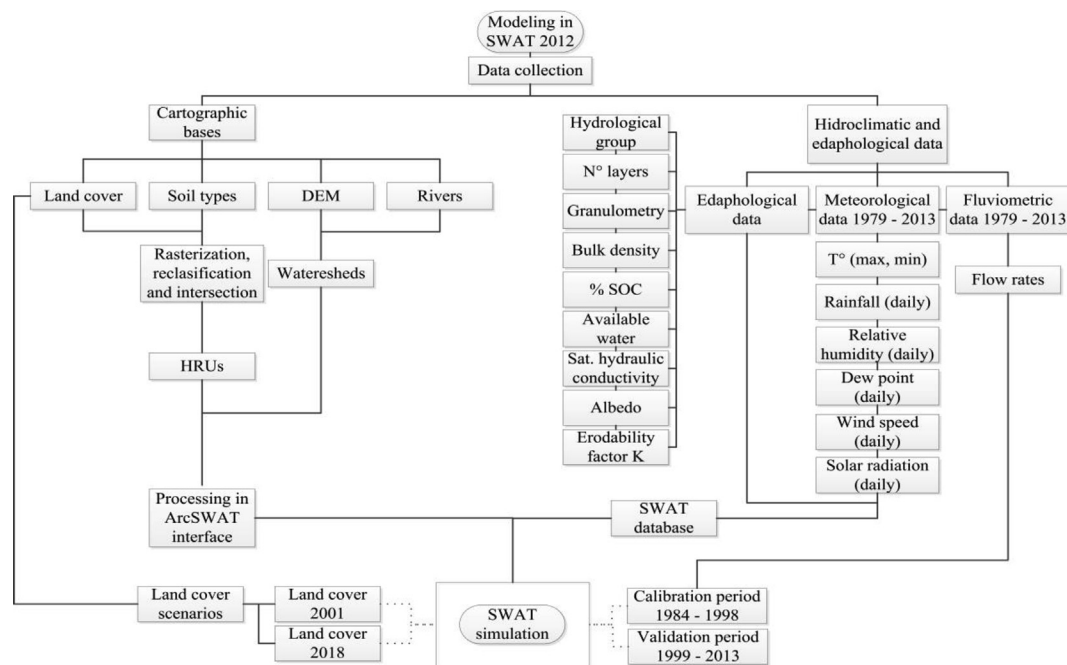 Modeling in
SWAT 2012
Data collection
Cartographic
bases
Hidroclimatic and
edaphological data
Land cover
Soil types
DEM
Rivers
Rasterization,
reclasification
and intersection
Wateresheds
HRUs
Hydrological
group
N° layers
Granulometry
Bulk density
% SOC
Available
water
Sat. hydraulic
conductivity
Albedo
Erodability
factor K
Edaphological
data
Meteorological
data 1979 - 2013
Fluviometric
data 1979 - 2013
T° (max, min)
Rainfall (daily)
Relative
humidity (daily)
Dew point
(daily)
Wind speed
(daily)
Solar radiation
(daily)
Flow rates
Processing in
ArcSWAT
interface
SWAT
database
Land cover
scenarios
Land cover
2001
Land cover
2018
SWAT
simulation
Calibration period
1984 - 1998
Validation period
1999 - 2013